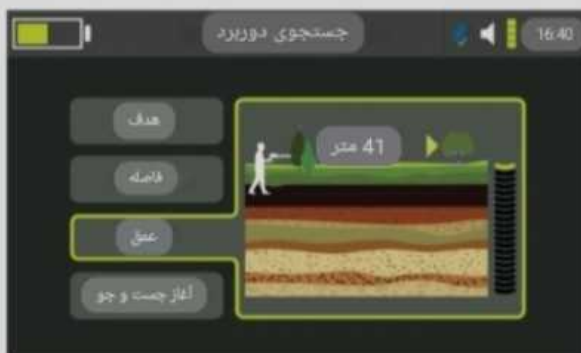 جستجوی دوربرد
16:40
هدف
41 متر
فاصله
عمق
آغاز جست و جو